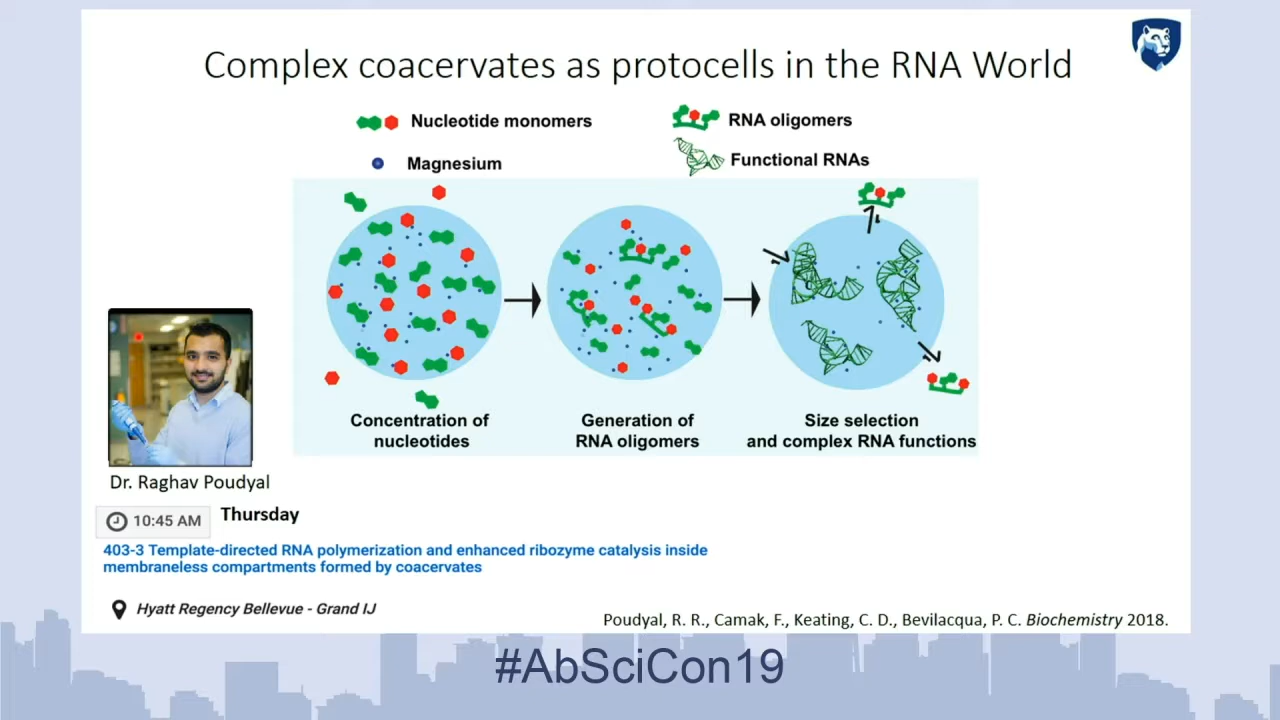 Complex coacervates as protocells in the RNA World
Nucleotide monomers
RNA oligomers
Magnesium
Functional RNAs
Concentration of
nucleotides
Generation of
RNA oligomers
Size selection
and complex RNA functions
Dr. Raghav Poudyal
10:45 AM Thursday
403-3 Template-directed RNA polymerization and enhanced ribozyme catalysis inside
membraneless compartments formed by coacervates
Hyatt Regency Bellevue - Grand IJ
Poudyal, R. R., Camak, F., Keating, C. D., Bevilacqua, P. C. Biochemistry 2018.
#AbSciCon19